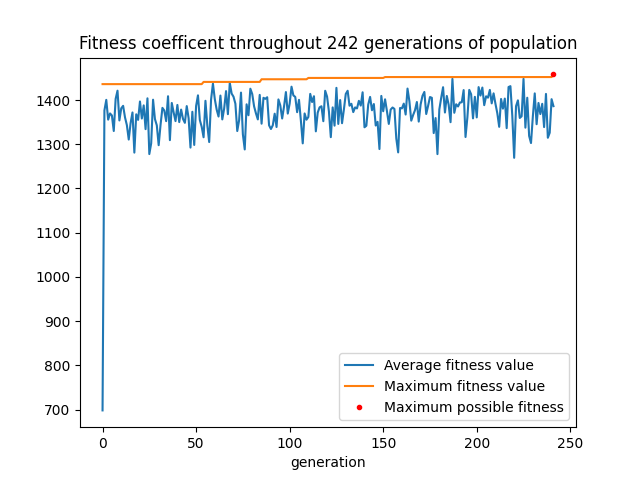 Fitness coefficent throughout 242 generations of population
1400
1300
1200
1100
1000
900
800
700
0
50
100
150
200
250
generation
Average fitness value
Maximum fitness value
Maximum possible fitness